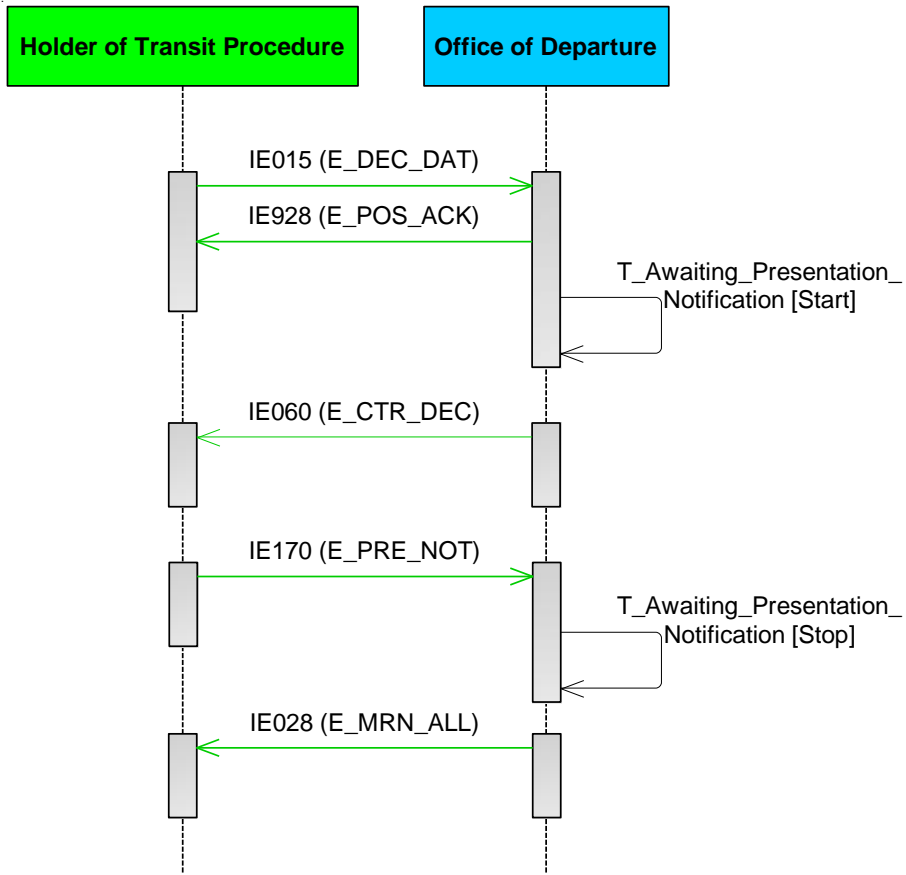 Holder of Transit Procedure
Office of Departure
IE015 (E_DEC_DAT)
IE928 (E_POS_ACK)
T_Awaiting_Presentation_
Notification [Start]
IE060 (E_CTR_DEC)
IE170 (E_PRE_NOT)
T_Awaiting_Presentation_
Notification [Stop]
IE028 (E_MRN_ALL)